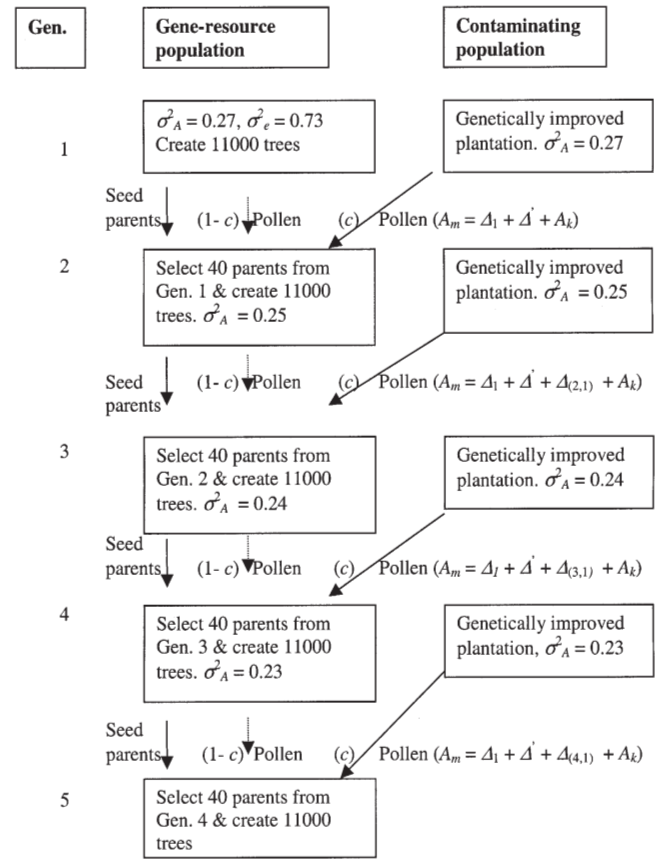 Gen.
Gene-resource
population
Contaminating
population
1
σ²A = 0.27, σ²e = 0.73
Create 11000 trees
Genetically improved
plantation. σ²A = 0.27
Seed
parents
(1- c) Pollen
(c) Pollen (Am = Δ1 + Δ' + Ak)
2
Select 40 parents from
Gen. 1 & create 11000
trees. σ²A = 0.25
Genetically improved
plantation. σ²A = 0.25
Seed
parents
(1- c) Pollen
(c) Pollen (Am = Δ1 + Δ' + Δ(2,1) + Ak)
3
Select 40 parents from
Gen. 2 & create 11000
trees. σ²A = 0.24
Genetically improved
plantation. σ²A = 0.24
Seed
parents
(1- c) Pollen
(c) Pollen (Am = ΔI + Δ' + Δ(3,1) + Ak)
4
Select 40 parents from
Gen. 3 & create 11000
trees. σ²A = 0.23
Genetically improved
plantation, σ²A = 0.23
Seed
parents
(1- c) Pollen
(c) Pollen (Am = Δ1 + Δ' + Δ(4,1) + Ak)
5
Select 40 parents from
Gen. 4 & create 11000
trees